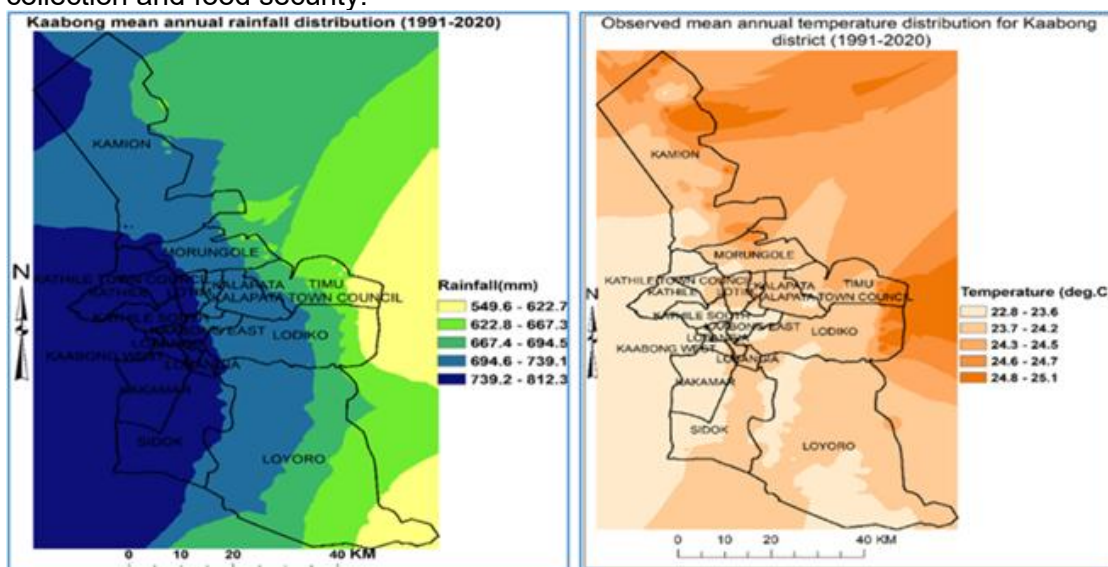 collection and food security.
Kaabong mean annual rainfall distribution (1991-2020)
KAMION
MORUNGOLE
KATHILE TOWN COUNCIL
KALAPATA
TIMU
KATHILE
KALAPATA TOWN COUNCIL
KATHILE SOUTH
KAABONG EAST
LODIKO
KAABONG WEST
KAKAMAR
SIDOK
LOYORO
N
Rainfall(mm)
549.6 - 622.7
622.8 - 667.3
667.4 - 694.5
694.6 - 739.1
739.2 - 812.3
0 10 20 40 KM
Observed mean annual temperature distribution for Kaabong
district (1991-2020)
KAMION
MORUNGOLE
KATHILE TOWN COUNCIL
KALAPATA
TIMU
KATHILE
KALAPATA TOWN COUNCIL
KATHILE SOUTH
KAABONG EAST
LODIKO
KAABONG WEST
KAKAMAR
SIDOK
LOYORO
N
Temperature (deg.C
22.8 - 23.6
23.7 - 24.2
24.3 - 24.5
24.6 - 24.7
24.8 - 25.1
0 10 20 40 KM